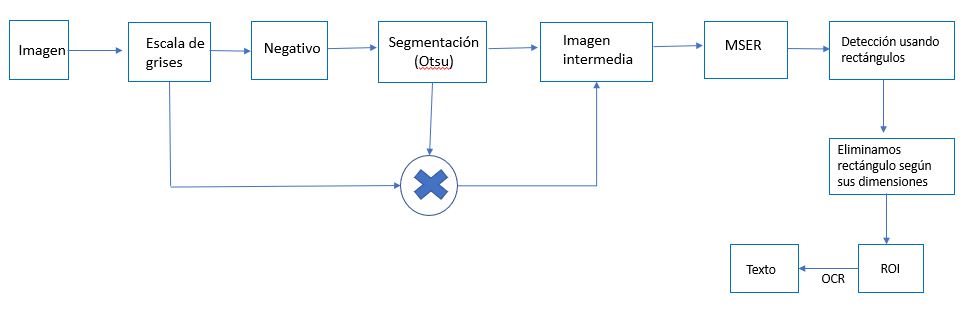 Imagen
Escala de
grises
Negativo
Segmentación
(Otsu)
Imagen
intermedia
MSER
Detección usando
rectángulos
Eliminamos
rectángulo según
sus dimensiones
ROI
OCR
Texto